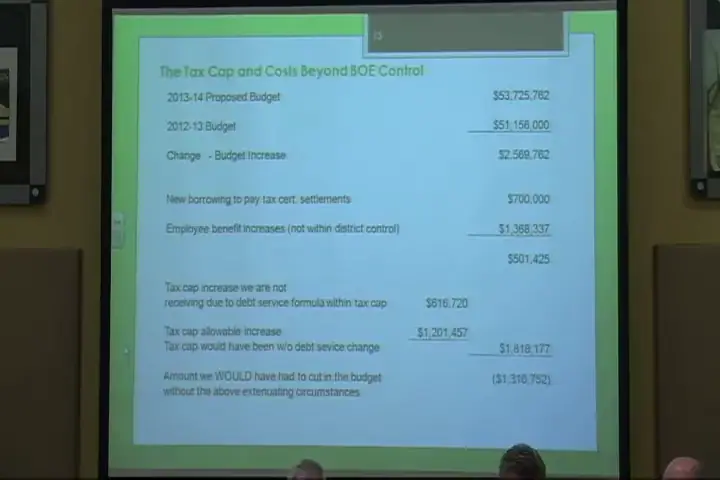 13
The Tax Cap and Costs Beyond BOE Control
2013-14 Proposed Budget $53,725,762
2012-13 Budget $51,156,000
Change - Budget Increase $2,569,762
New borrowing to pay tax cert. settlements $700,000
Employee benefit increases (not within district control) $1,368,337
$501,425
Tax cap increase we are not
receiving due to debt service formula within tax cap $616,720
Tax cap allowable increase $1,201,457
Tax cap would have been w/o debt sevice change $1,818,177
Amount we WOULD have had to cut in the budget ($1,316,752)
without the above extenuating circumstances